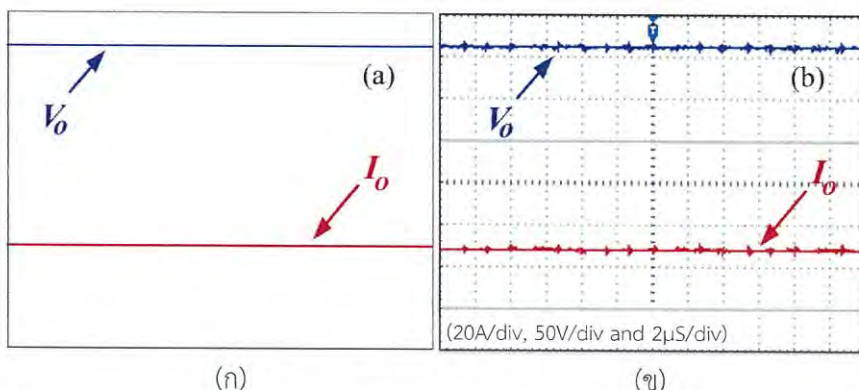 (a)
V_o
I_o
(b)
V_o
I_o
(20A/div, 50V/div and 2µS/div)
(ก)
(ข)